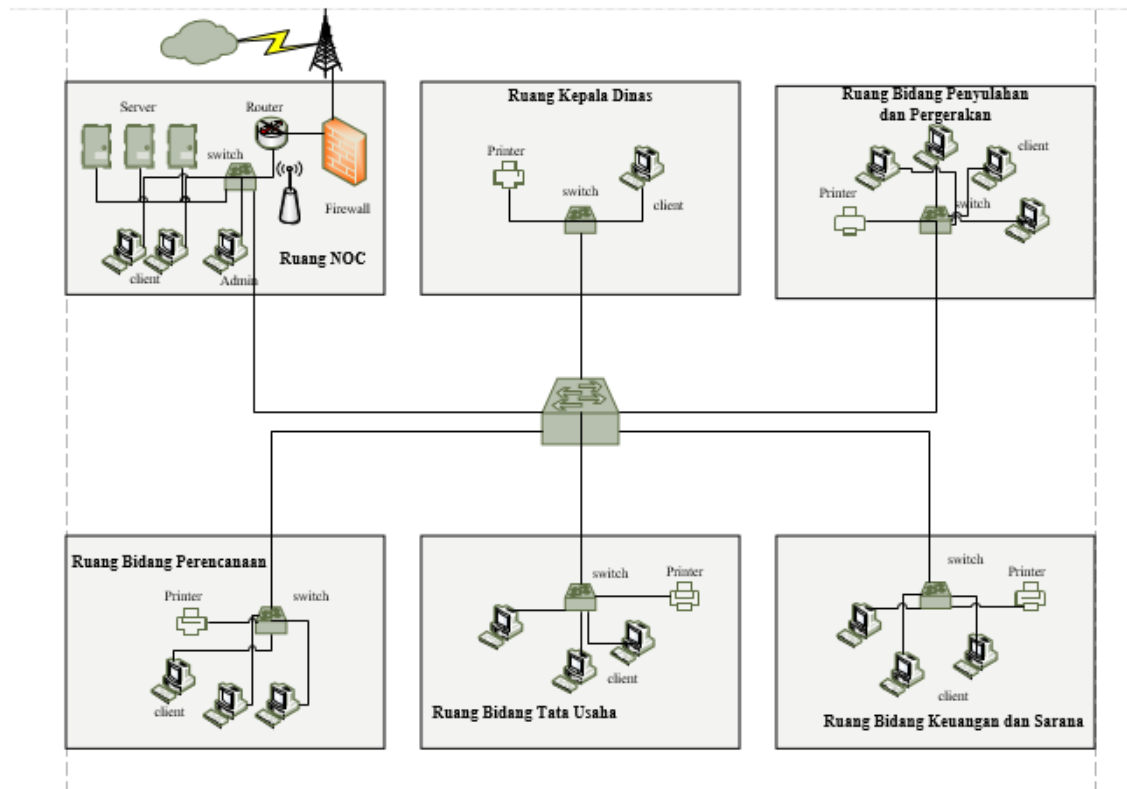 Server
Router
switch
Firewall
client
Admin
Ruang NOC
Ruang Kepala Dinas
Printer
switch
client
Ruang Bidang Penyulahan
dan Pergerakan
client
Printer
switch
Ruang Bidang Perencanaan
Printer
switch
client
switch
Printer
client
Ruang Bidang Tata Usaha
switch
Printer
client
Ruang Bidang Keuangan dan Sarana